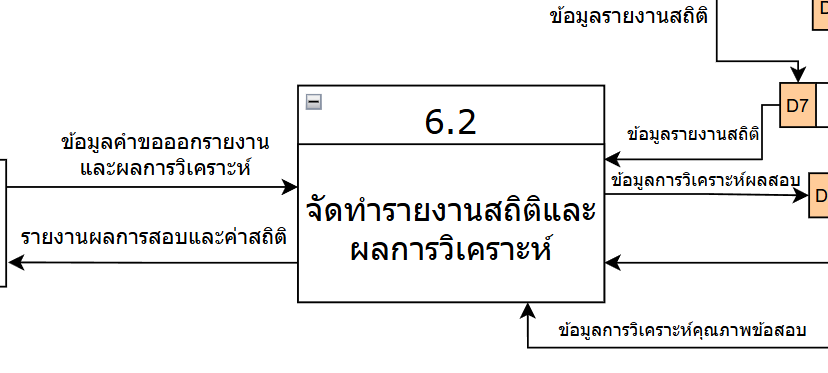 ข้อมูลรายงานสถิติ
D7
6.2
ข้อมูลรายงานสถิติ
ข้อมูลคำขอออกรายงาน
และผลการวิเคราะห์
ข้อมูลการวิเคราะห์ผลสอบ
จัดทำรายงานสถิติและ
ผลการวิเคราะห์
รายงานผลการสอบและค่าสถิติ
ข้อมูลการวิเคราะห์คุณภาพข้อสอบ